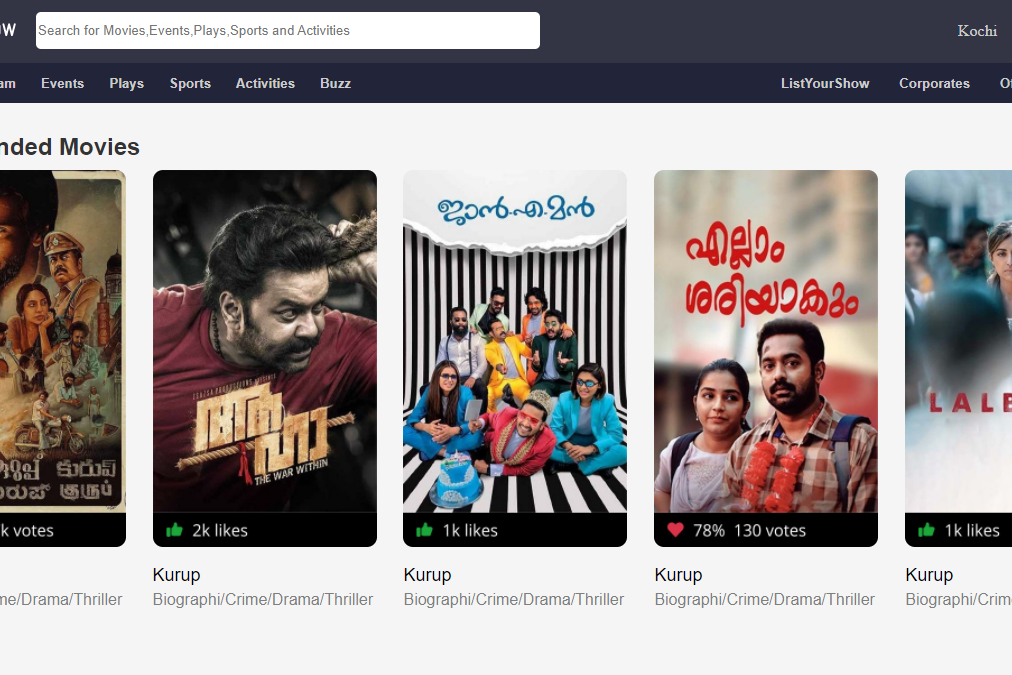 OW
Search for Movies,Events,Plays,Sports and Activities
Kochi
am Events Plays Sports Activities Buzz
ListYourShow Corporates Of
nded Movies
ജാൻ.എ.മൻ
എല്ലാം
ശരിയാകും
ആഹാ
THE WAR WITHIN
LALB
കുറുപ്
k votes
2k likes
1k likes
78% 130 votes
1k likes
Kurup
Kurup
Kurup
Kurup
me/Drama/Thriller
Biographi/Crime/Drama/Thriller
Biographi/Crime/Drama/Thriller
Biographi/Crime/Drama/Thriller
Biographi/Crim